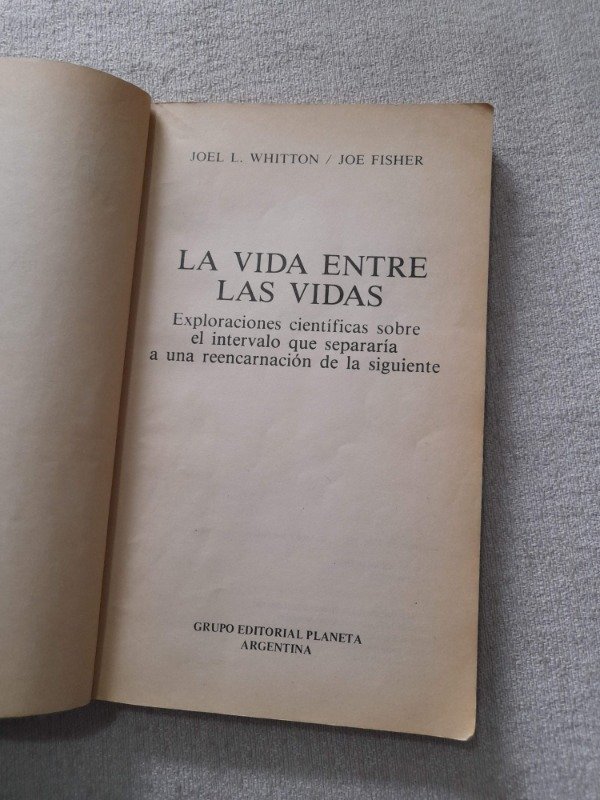 JOEL L. WHITTON / JOE FISHER
LA VIDA ENTRE
LAS VIDAS
Exploraciones científicas sobre
el intervalo que separaría
a una reencarnación de la siguiente
GRUPO EDITORIAL PLANETA
ARGENTINA